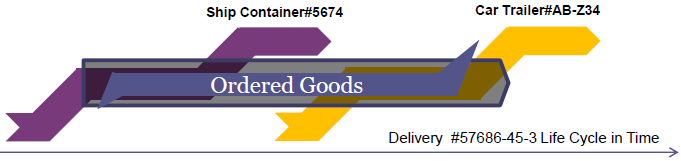 Ship Container#5674
Car Trailer#AB-Z34
Ordered Goods
Delivery #57686-45-3 Life Cycle in Time